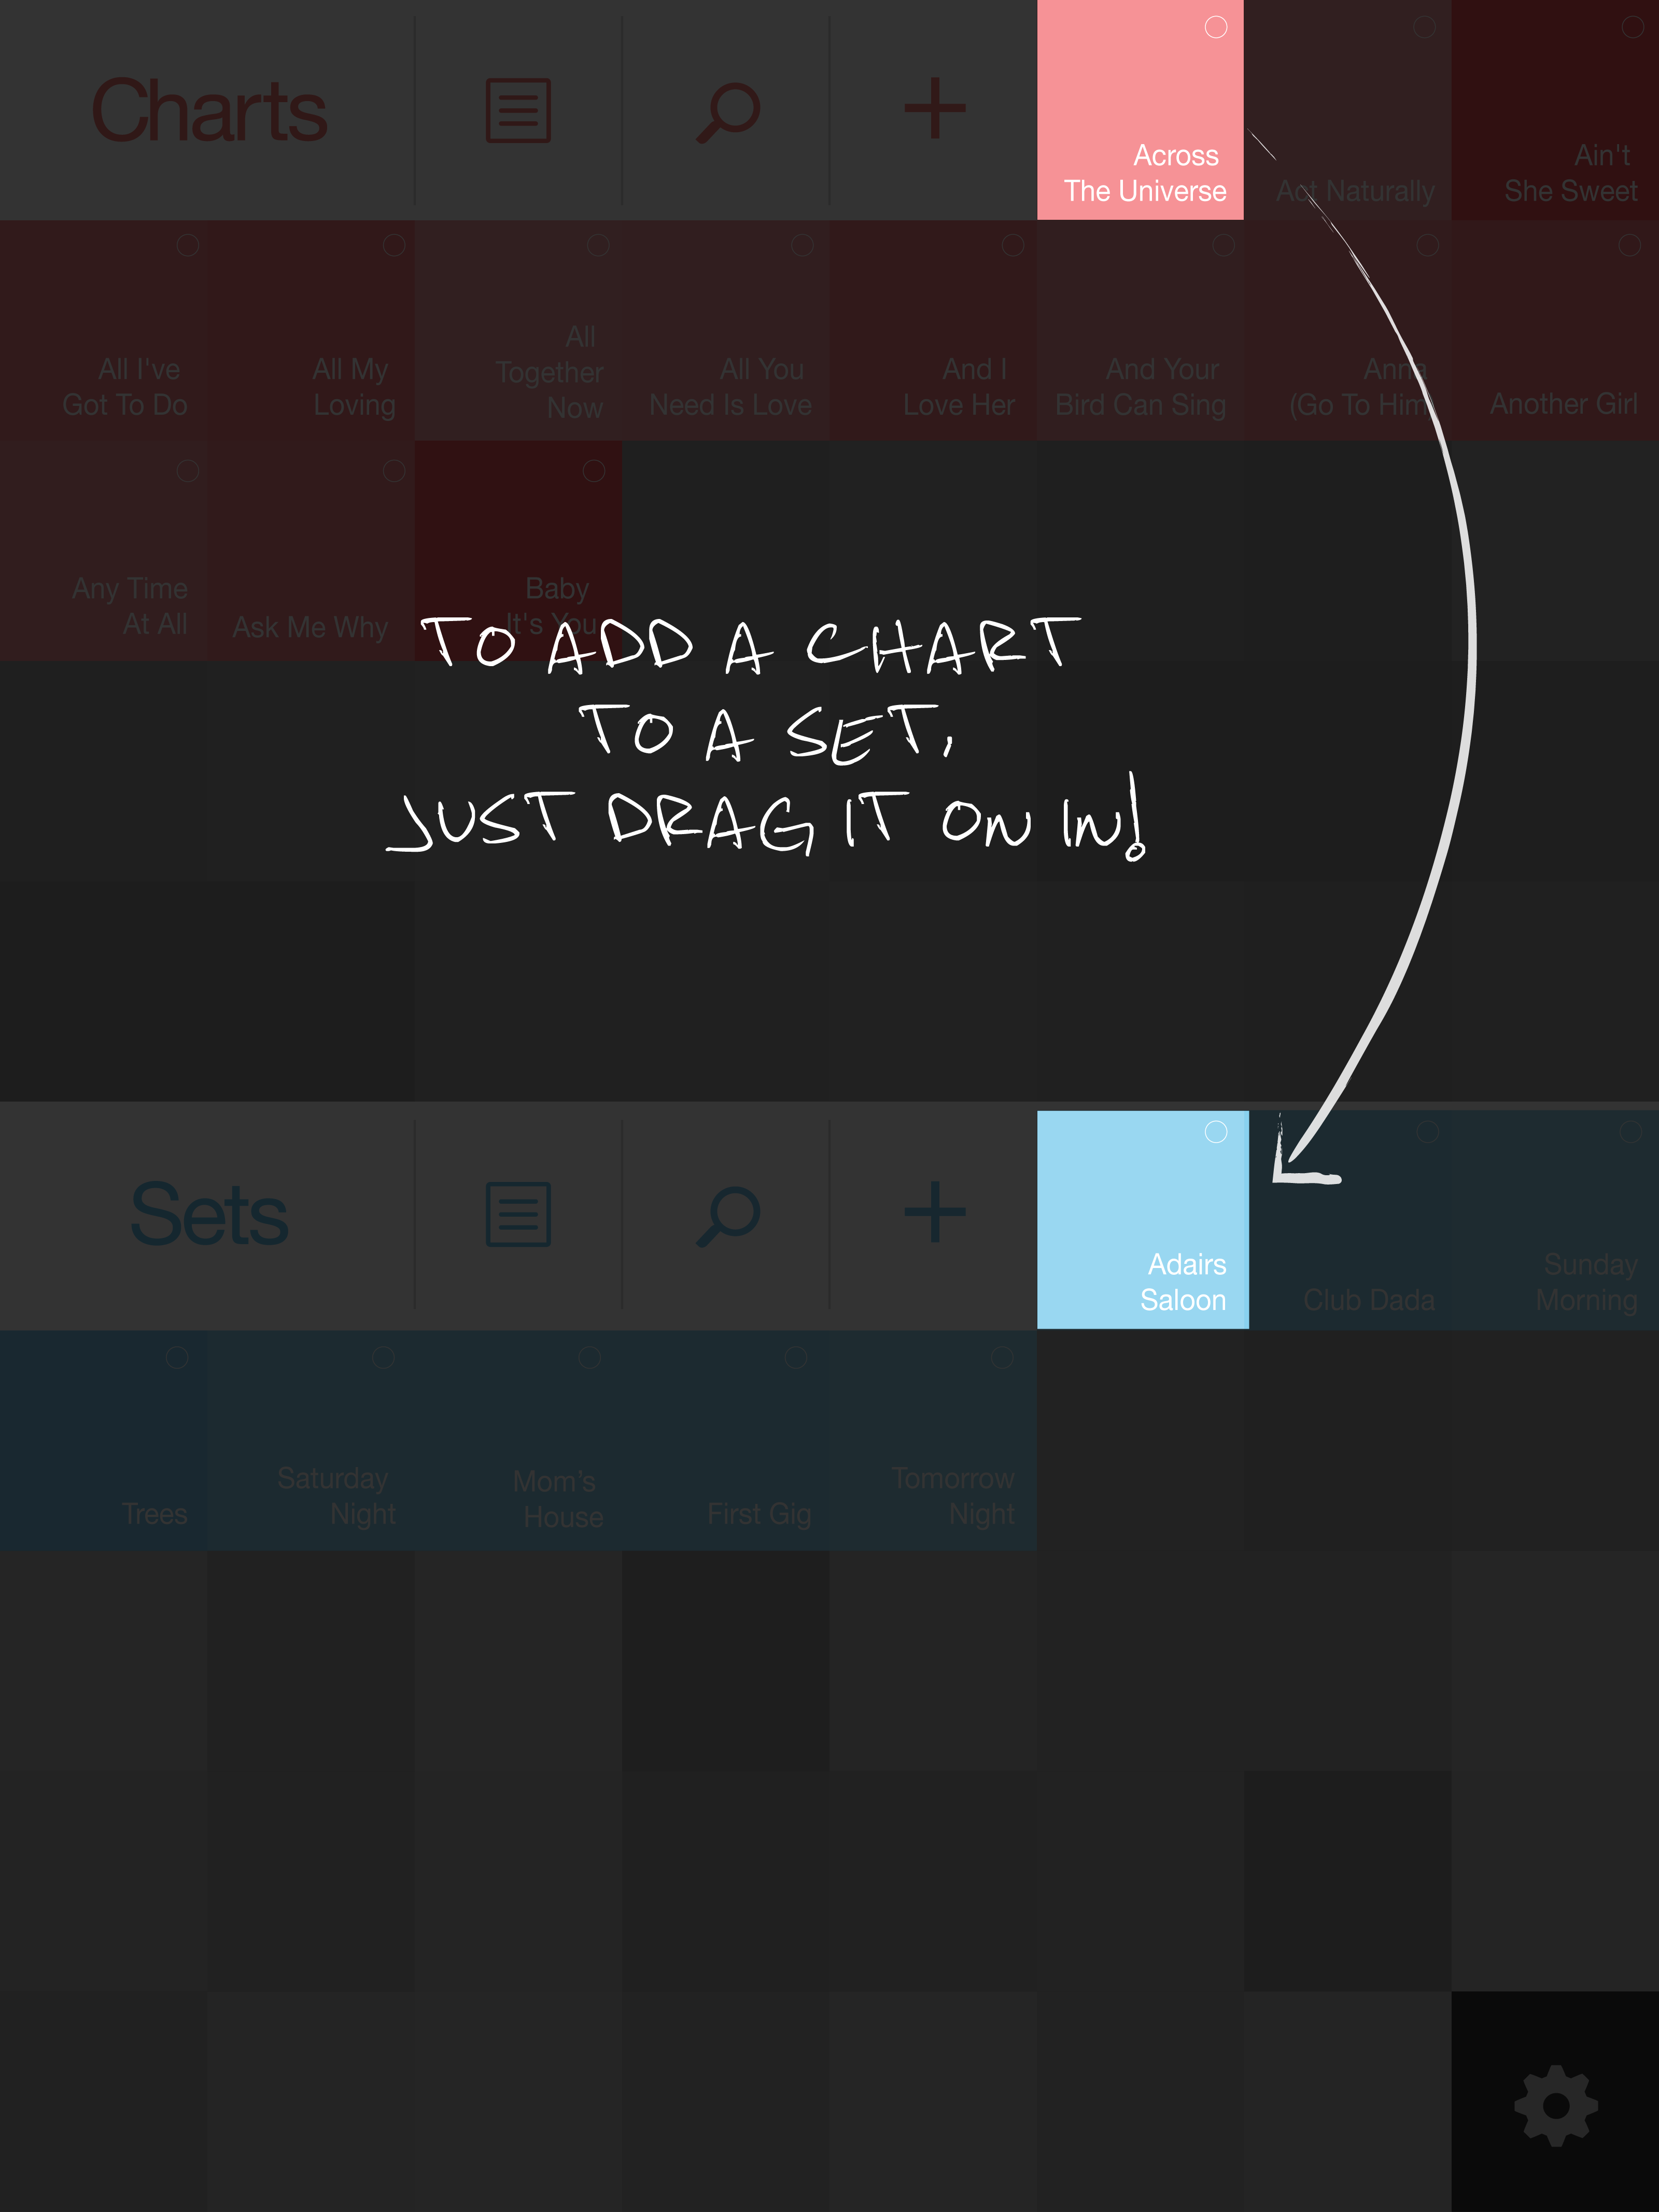 Charts
Across
The Universe
Act Naturally
Ain't
She Sweet
All I've
Got To Do
All My
Loving
All
Together
Now
All You
Need Is Love
And I
Love Her
And Your
Bird Can Sing
Anna
(Go To Him
Another Girl
Any Time
At All
Ask Me Why
Baby
It's You
TO ADD A CHART
TO A SET,
JUST DRAG IT ON IN!
Sets
Adairs
Saloon
Club Dada
Sunday
Morning
Trees
Saturday
Night
Mom's
House
First Gig
Tomorrow
Night